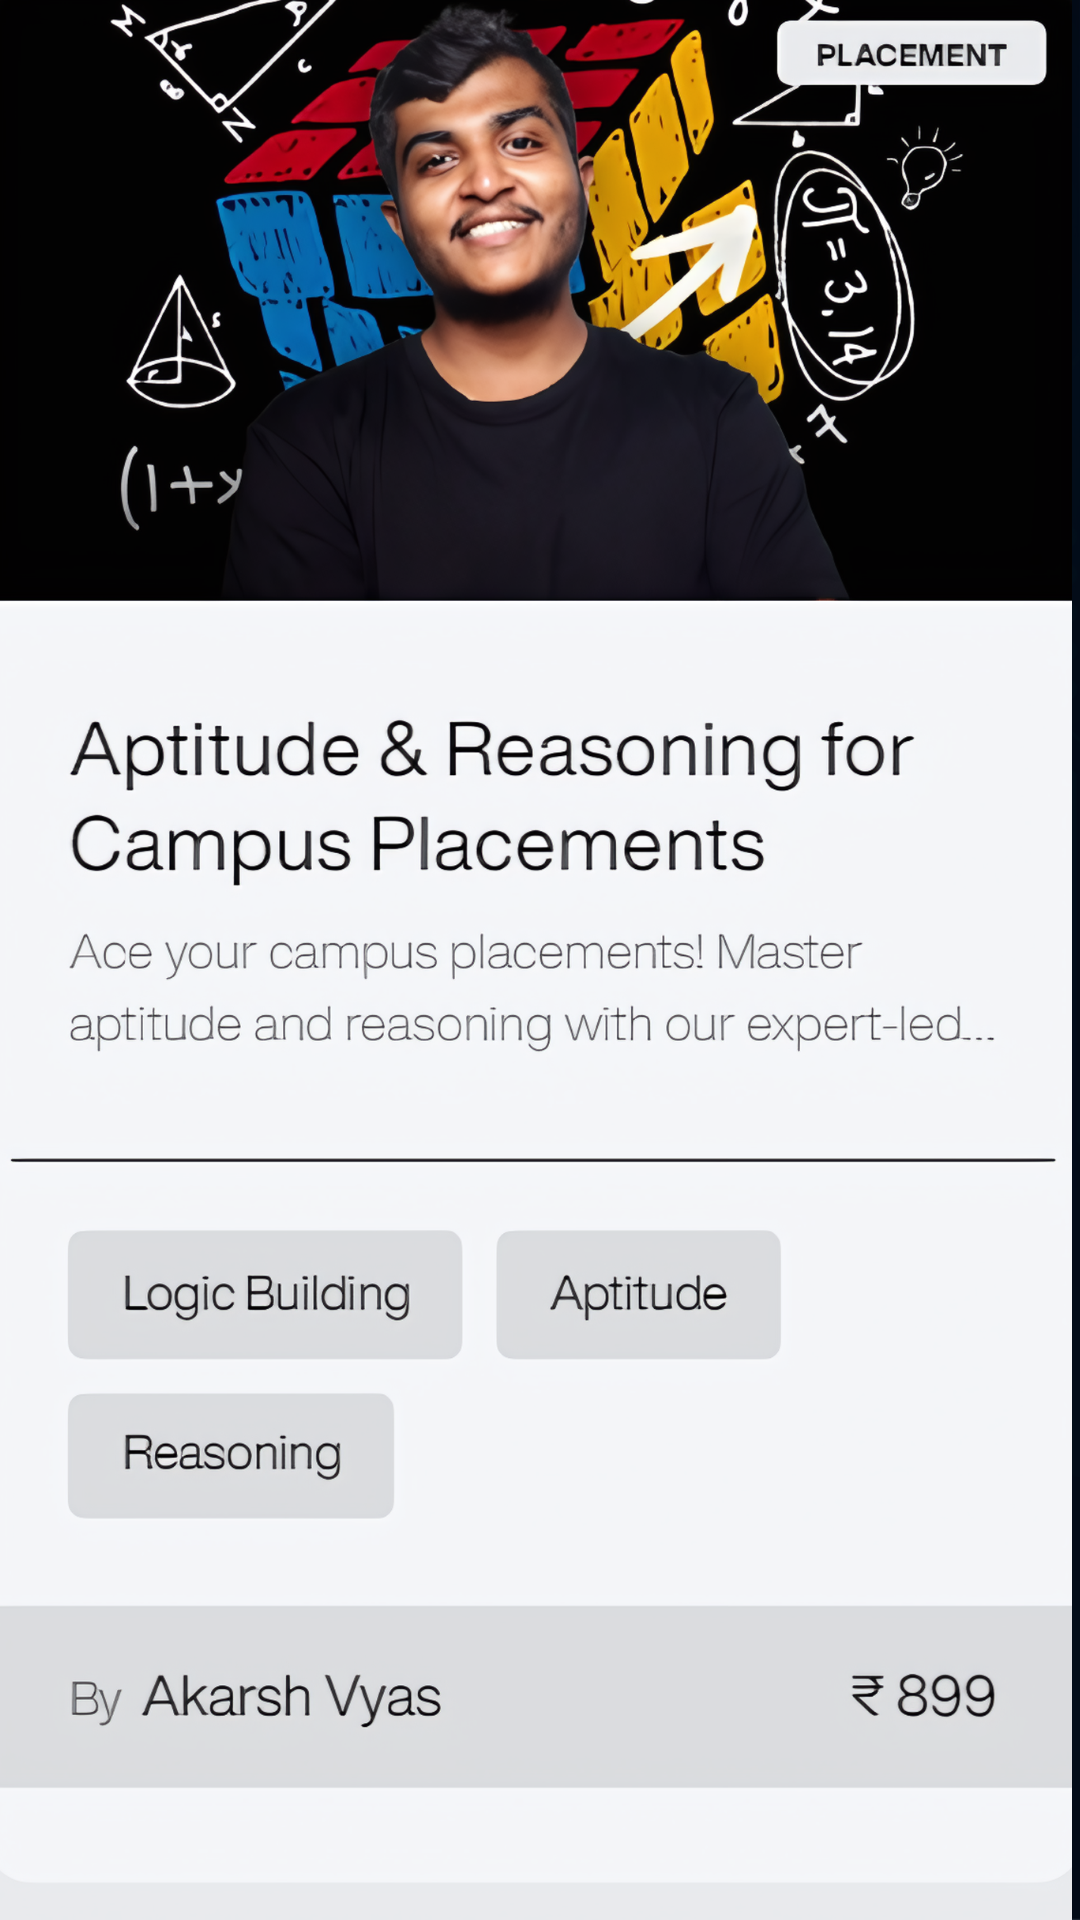 PLACEMENT
π = 3.14
(1+y
Aptitude & Reasoning for
Campus Placements
Ace your campus placements! Master
aptitude and reasoning with our expert-led...
Logic Building
Aptitude
Reasoning
By Akarsh Vyas
₹ 899